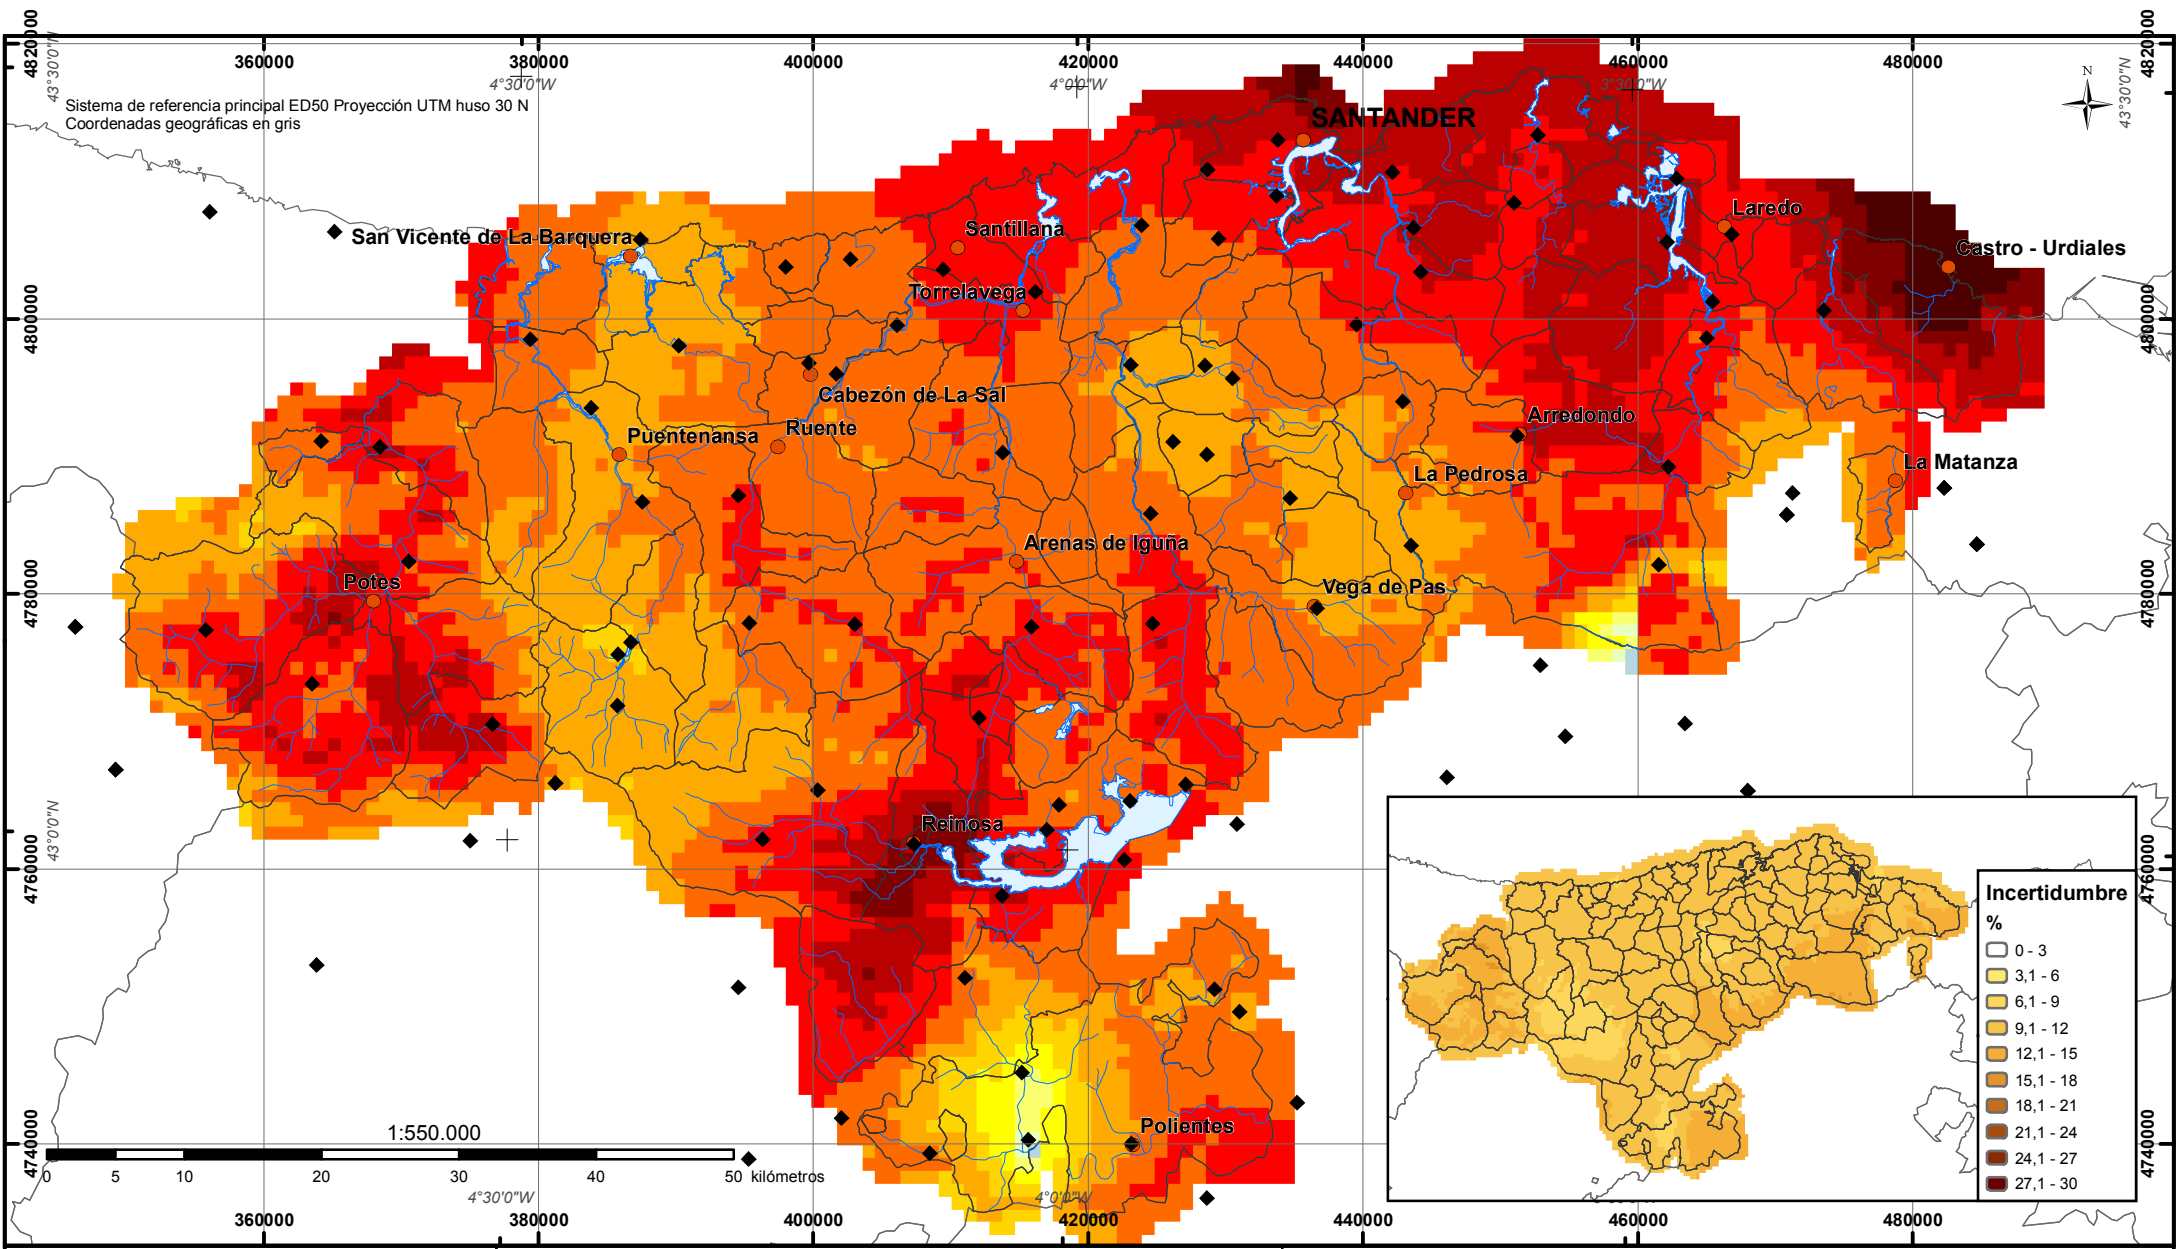 360000
380000
400000
420000
440000
460000
480000
4820000
43°30'0"N
4°30'0"W
4°0'0"W
3°30'0"W
N
43°30'0"N
4820000
Sistema de referencia principal ED50 Proyección UTM huso 30 N
Coordenadas geográficas en gris
SANTANDER
Laredo
Santillana
San Vicente de La Barquera
Castro - Urdiales
Torrelavega
4800000
4800000
Cabezón de La Sal
Arredondo
Puentenansa
Ruente
La Matanza
La Pedrosa
Arenas de Iguña
Potes
Vega de Pas
4780000
4780000
Reinosa
43°0'0"N
4760000
4760000
Incertidumbre
%
0 - 3
3,1 - 6
6,1 - 9
9,1 - 12
12,1 - 15
15,1 - 18
18,1 - 21
21,1 - 24
24,1 - 27
27,1 - 30
Polientes
4740000
4740000
1:550.000
0 5 10 20 30 40 50 kilómetros
4°30'0"W
4°0'0"W
360000
380000
400000
420000
440000
460000
480000